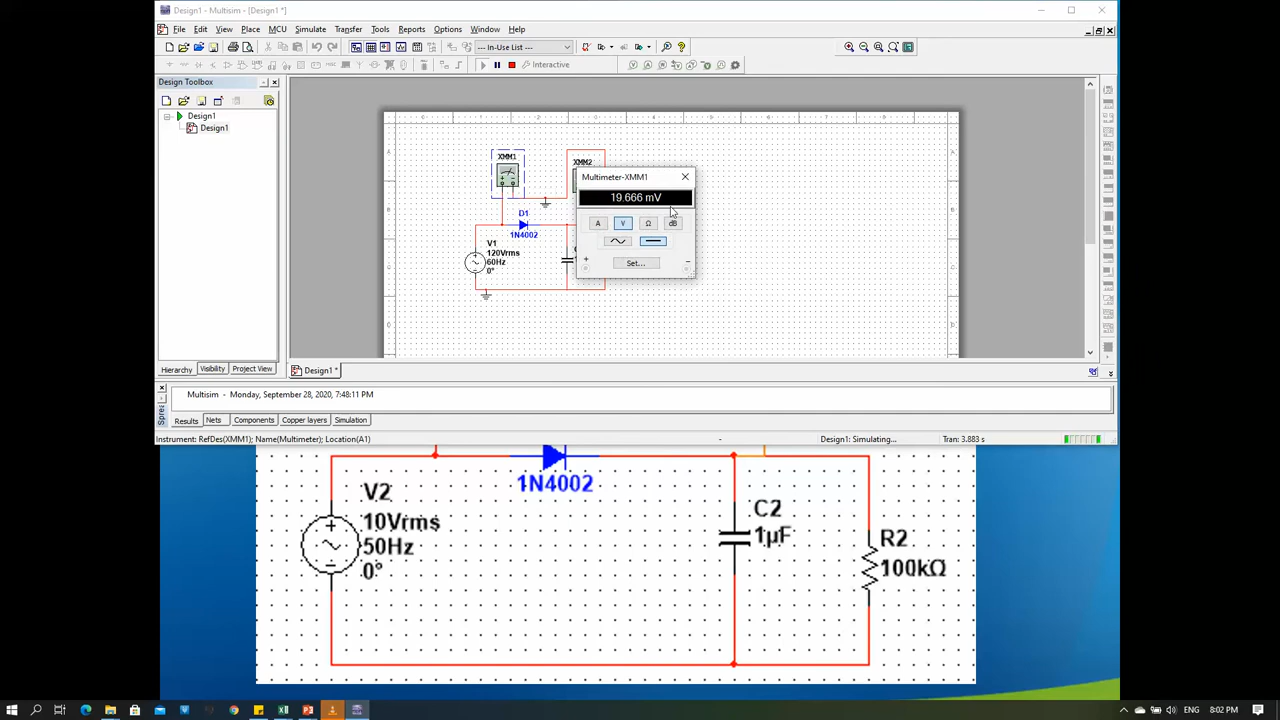 Design1 - Multisim - [Design1 *]
File Edit View Place MCU Simulate Transfer Tools Reports Options Window Help
--- In-Use List ---
Interactive
Design Toolbox
Design1
Design1
XMM1
XMM2
D1
1N4002
V1
120Vrms
60Hz
0°
Multimeter-XMM1
19.666 mV
A V Ω dB
Set...
+ -
Hierarchy Visibility Project View
Design1 *
Multisim - Monday, September 28, 2020, 7:48:11 PM
Results Nets Components Copper layers Simulation
Instrument: RefDes(XMM1); Name(Multimeter); Location(A1) - Design1: Simulating... Tran: 3.883 s
1N4002
V2
10Vrms
50Hz
0°
C2
1µF
R2
100kΩ
ENG 8:02 PM